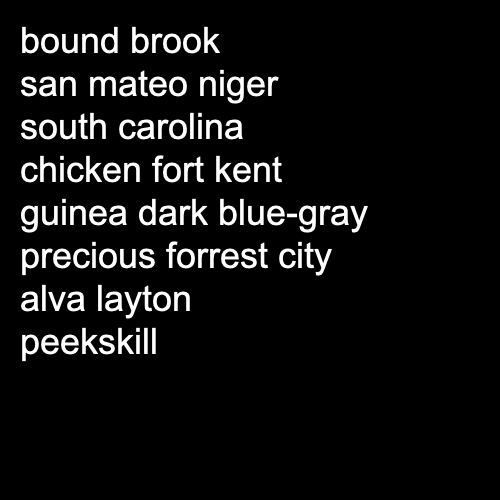 bound brook
san mateo niger
south carolina
chicken fort kent
guinea dark blue-gray
precious forrest city
alva layton
peekskill